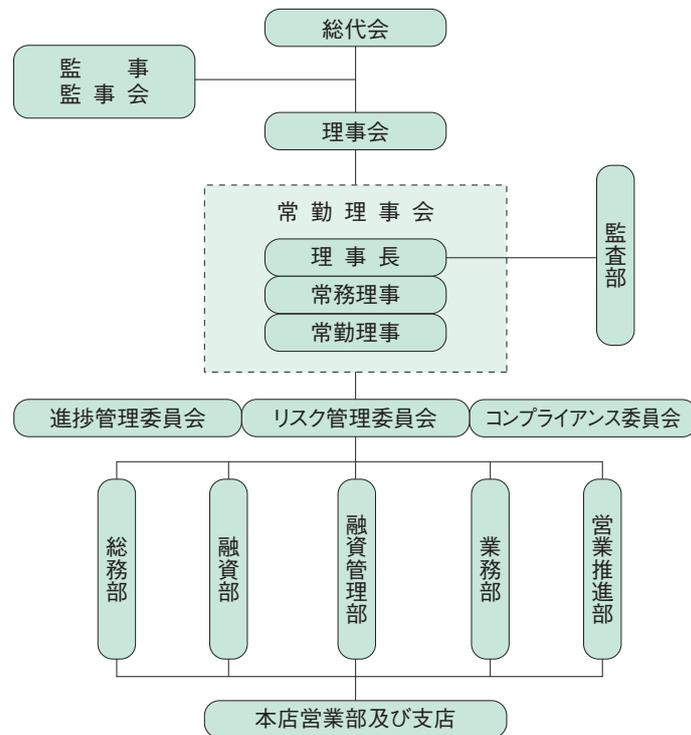 総代会
監　事
監事会
理事会
常勤理事会
理事長
常務理事
常勤理事
監査部
進捗管理委員会
リスク管理委員会
コンプライアンス委員会
総務部
融資部
融資管理部
業務部
営業推進部
本店営業部及び支店